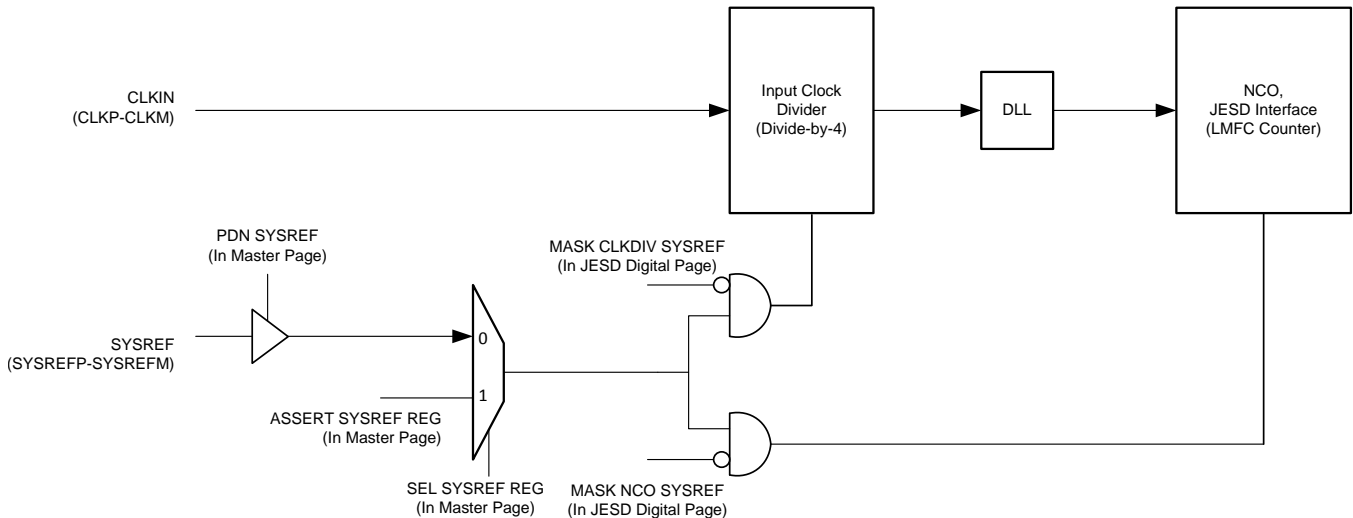 CLKIN
(CLKP-CLKM)
Input Clock
Divider
(Divide-by-4)
DLL
NCO,
JESD Interface
(LMFC Counter)
PDN SYSREF
(In Master Page)
MASK CLKDIV SYSREF
(In JESD Digital Page)
SYSREF
(SYSREFP-SYSREFM)
0
1
ASSERT SYSREF REG
(In Master Page)
SEL SYSREF REG
(In Master Page)
MASK NCO SYSREF
(In JESD Digital Page)